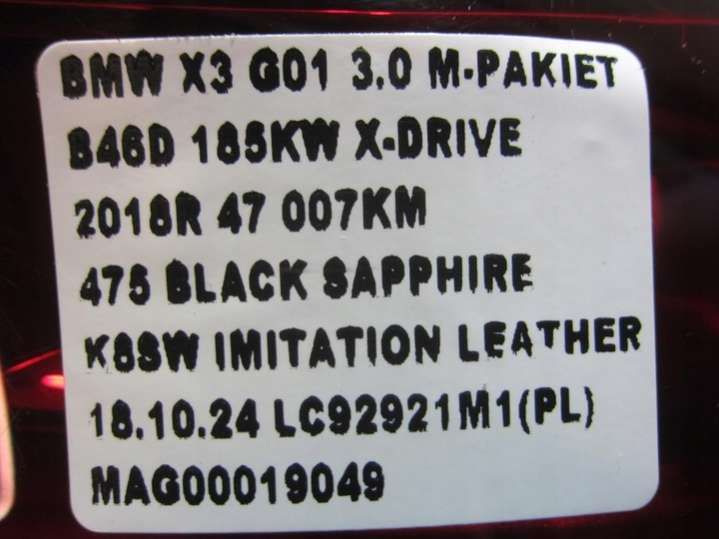 BMW X3 G01 3.0 M-PAKIET
B46D 185KW X-DRIVE
2018R 47 007KM
475 BLACK SAPPHIRE
K8SW IMITATION LEATHER
18.10.24 LC92921M1(PL)
MAG00019049